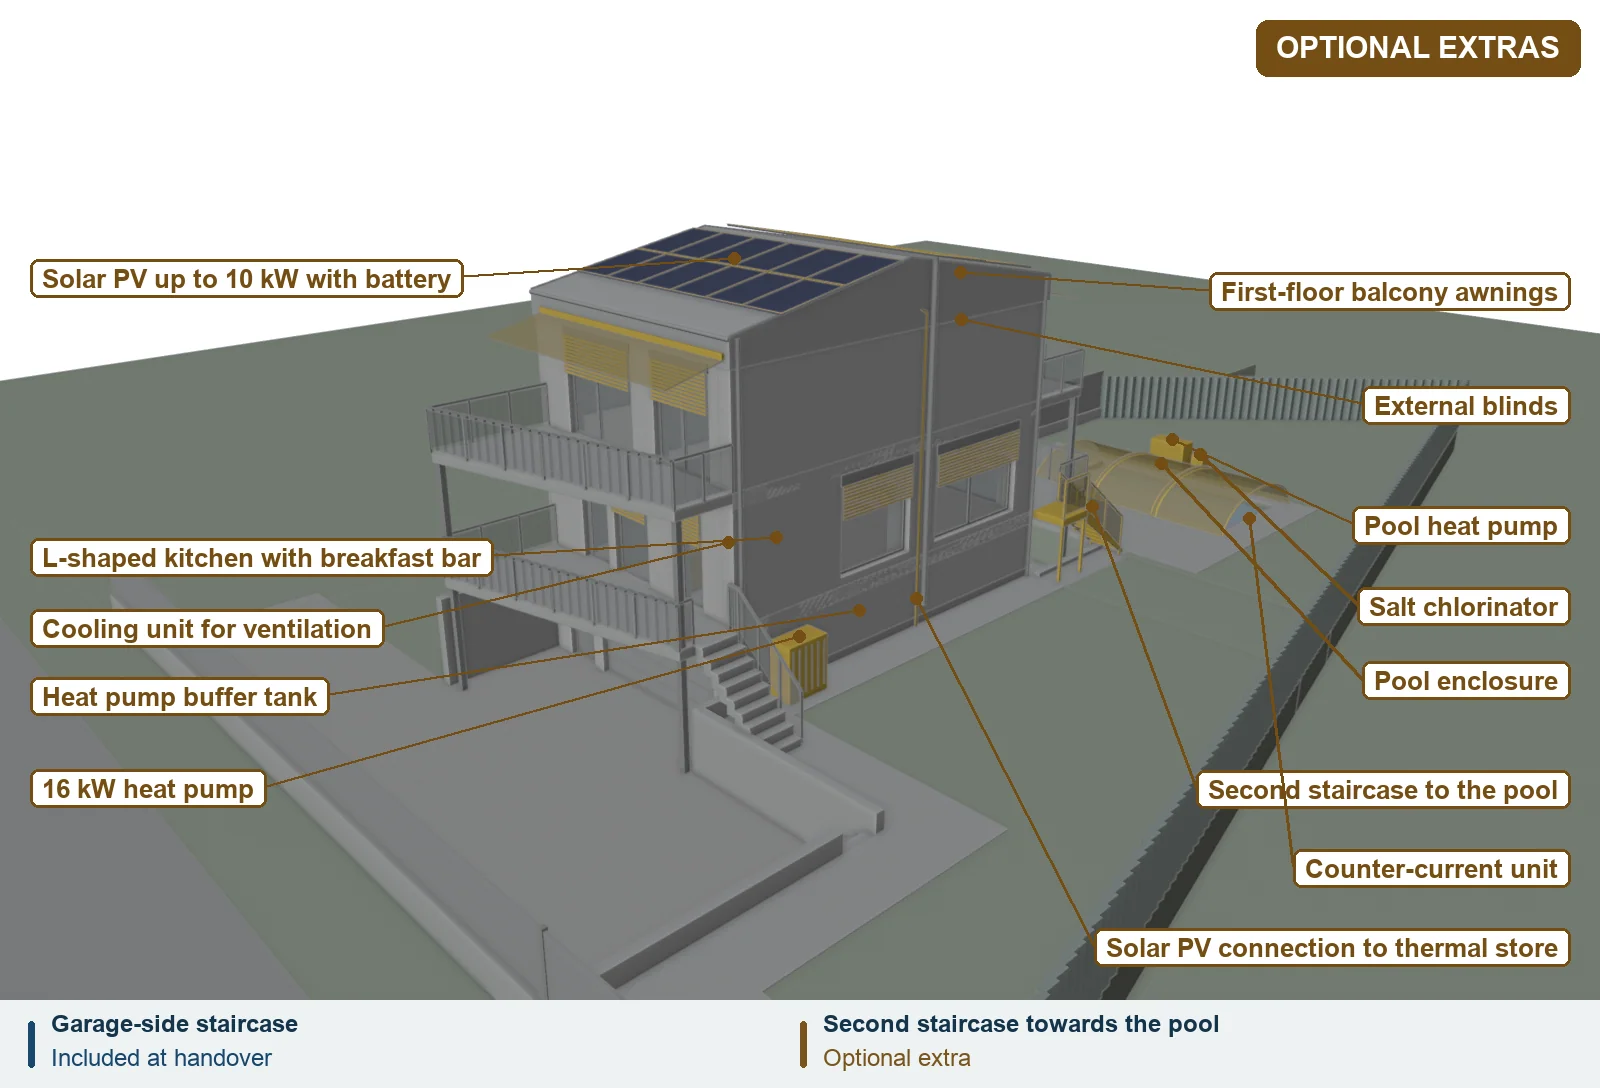 OPTIONAL EXTRAS
Solar PV up to 10 kW with battery
First-floor balcony awnings
External blinds
Pool heat pump
L-shaped kitchen with breakfast bar
Salt chlorinator
Cooling unit for ventilation
Pool enclosure
Heat pump buffer tank
16 kW heat pump
Second staircase to the pool
Counter-current unit
Solar PV connection to thermal store
Garage-side staircase
Included at handover
Second staircase towards the pool
Optional extra